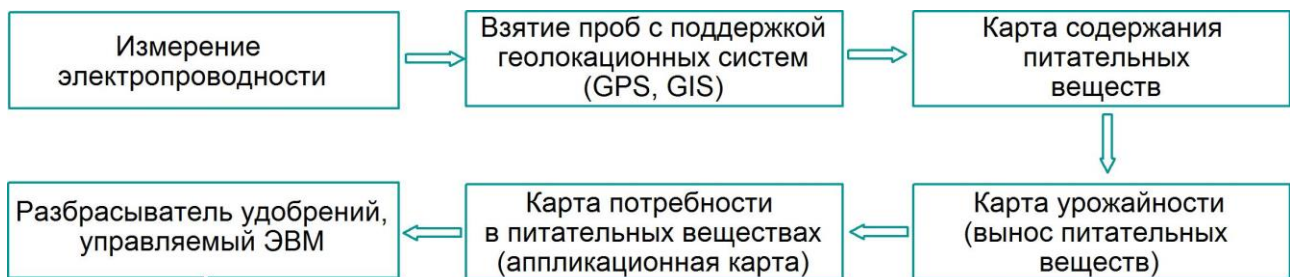 Измерение
электропроводности
Взятие проб с поддержкой
геолокационных систем
(GPS, GIS)
Карта содержания
питательных
веществ
Карта урожайности
(вынос питательных
веществ)
Карта потребности
в питательных веществах
(аппликационная карта)
Разбрасыватель удобрений,
управляемый ЭВМ